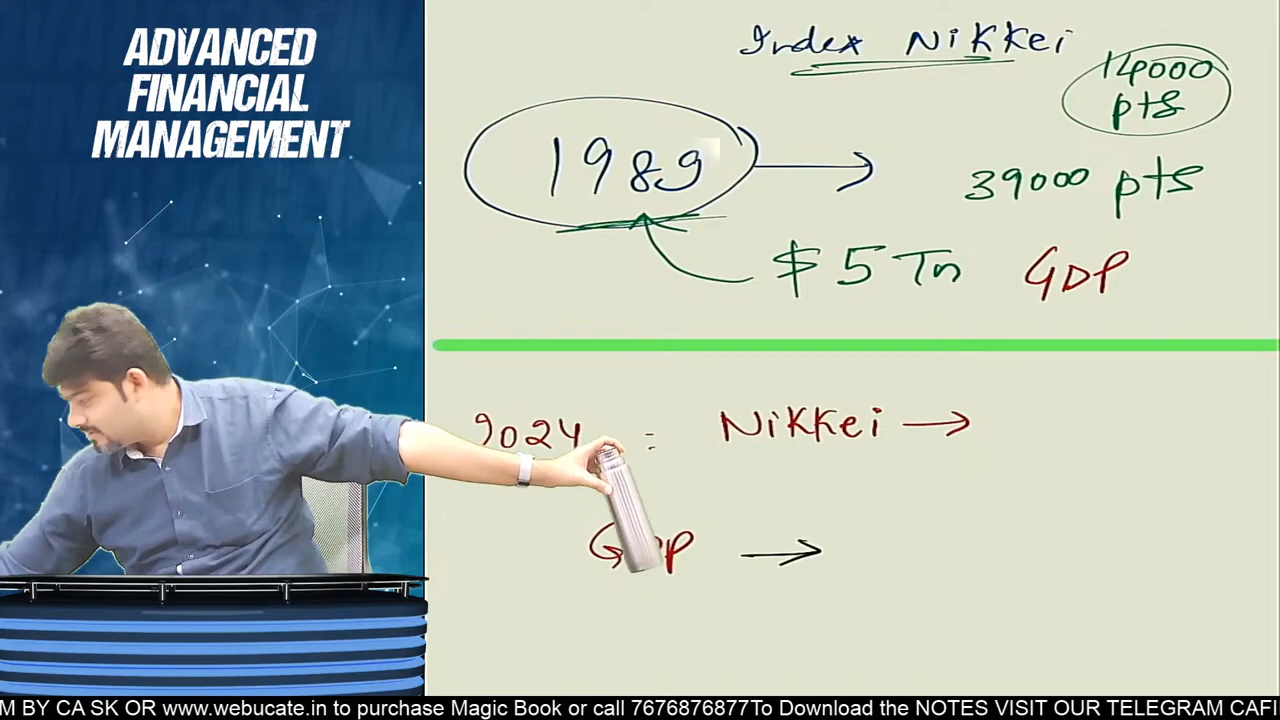 ADVANCED
FINANCIAL
MANAGEMENT
Index Nikkei
14000
pts
1989 → 39000 pts
$5 Tn GDP
2024 : Nikkei →
→
M BY CA SK OR www.webucate.in to purchase Magic Book or call 7676876877To Download the NOTES VISIT OUR TELEGRAM CAFI